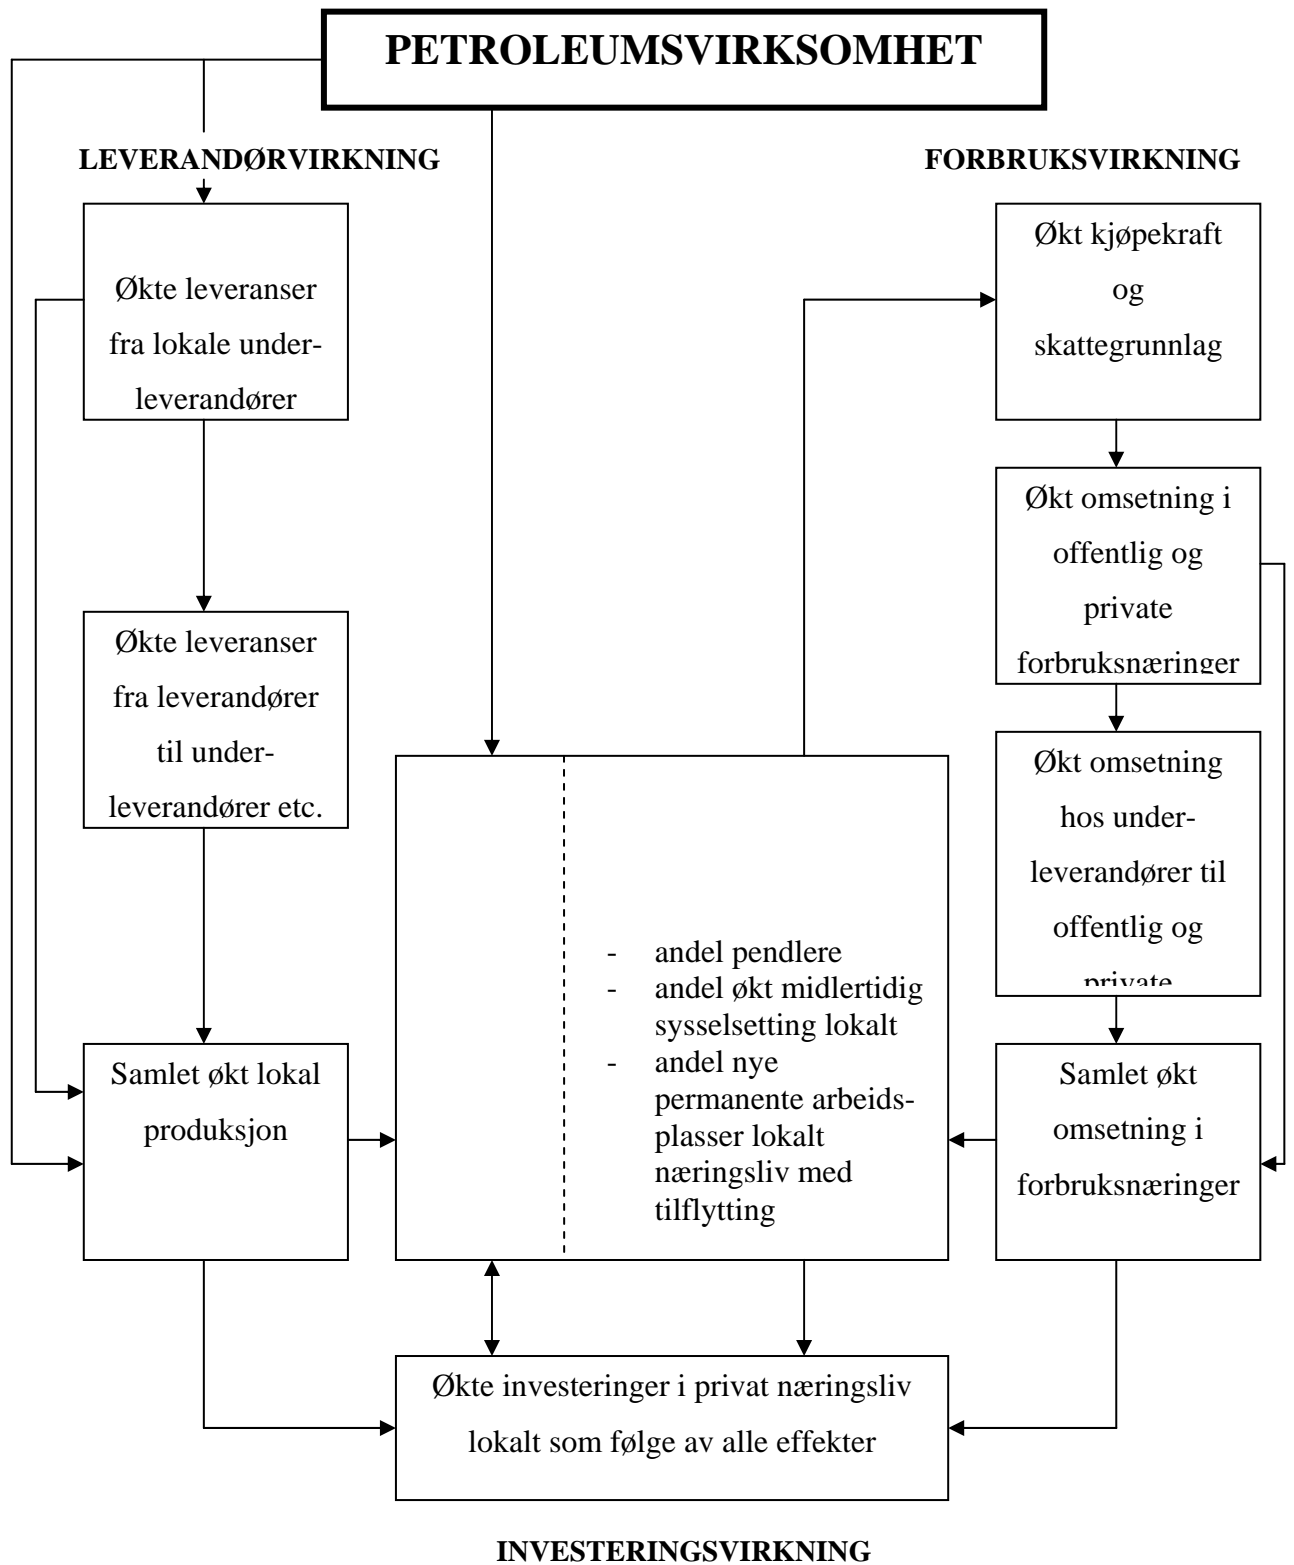 PETROLEUMSVIRKSOMHET
LEVERANDØRVIRKNING
FORBRUKSVIRKNING
Økte leveranser
fra lokale under-
leverandører
Økte leveranser
fra leverandører
til under-
leverandører etc.
Samlet økt lokal
produksjon
- andel pendlere
- andel økt midlertidig
sysselsetting lokalt
- andel nye
permanente arbeids-
plasser lokalt
næringsliv med
tilflytting
Økt kjøpekraft
og
skattegrunnlag
Økt omsetning i
offentlig og
private
forbruksnæringer
Økt omsetning
hos under-
leverandører til
offentlig og
private
Samlet økt
omsetning i
forbruksnæringer
Økte investeringer i privat næringsliv
lokalt som følge av alle effekter
INVESTERINGSVIRKNING